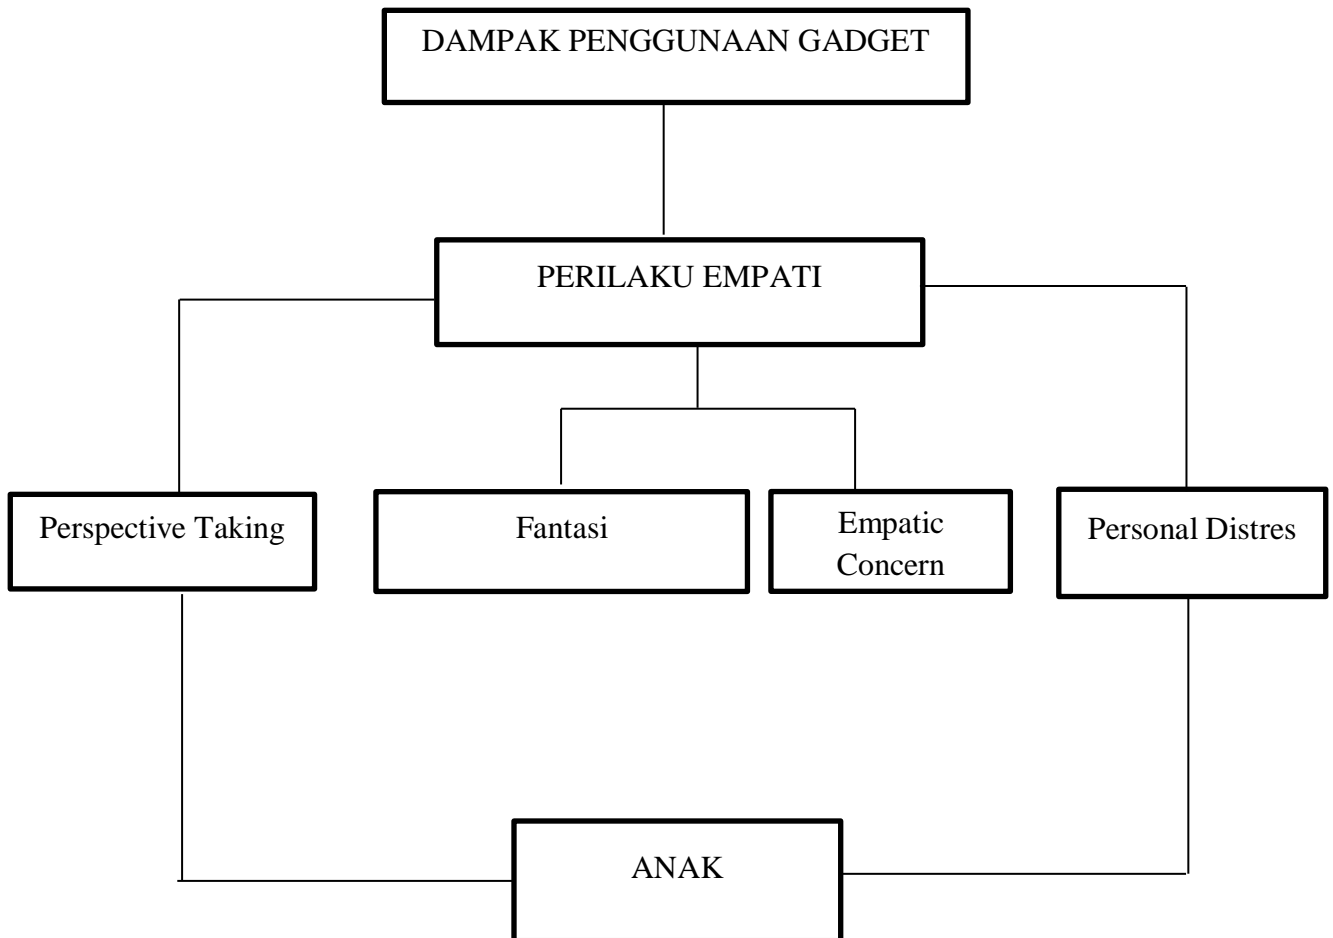 DAMPAK PENGGUNAAN GADGET
PERILAKU EMPATI
Perspective Taking
Fantasi
Empatic
Concern
Personal Distres
ANAK